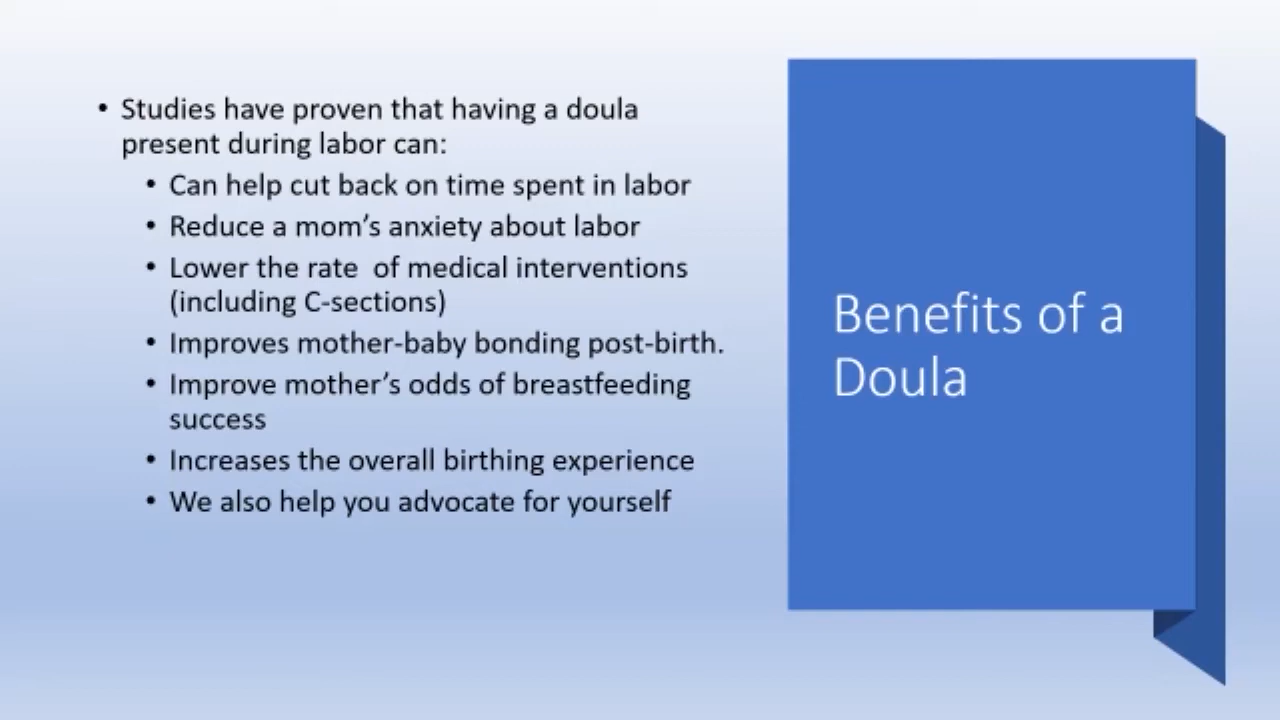 • Studies have proven that having a doula
present during labor can:
• Can help cut back on time spent in labor
• Reduce a mom’s anxiety about labor
• Lower the rate  of medical interventions
(including C-sections)
• Improves mother-baby bonding post-birth.
• Improve mother’s odds of breastfeeding
success
• Increases the overall birthing experience
• We also help you advocate for yourself
Benefits of a
Doula